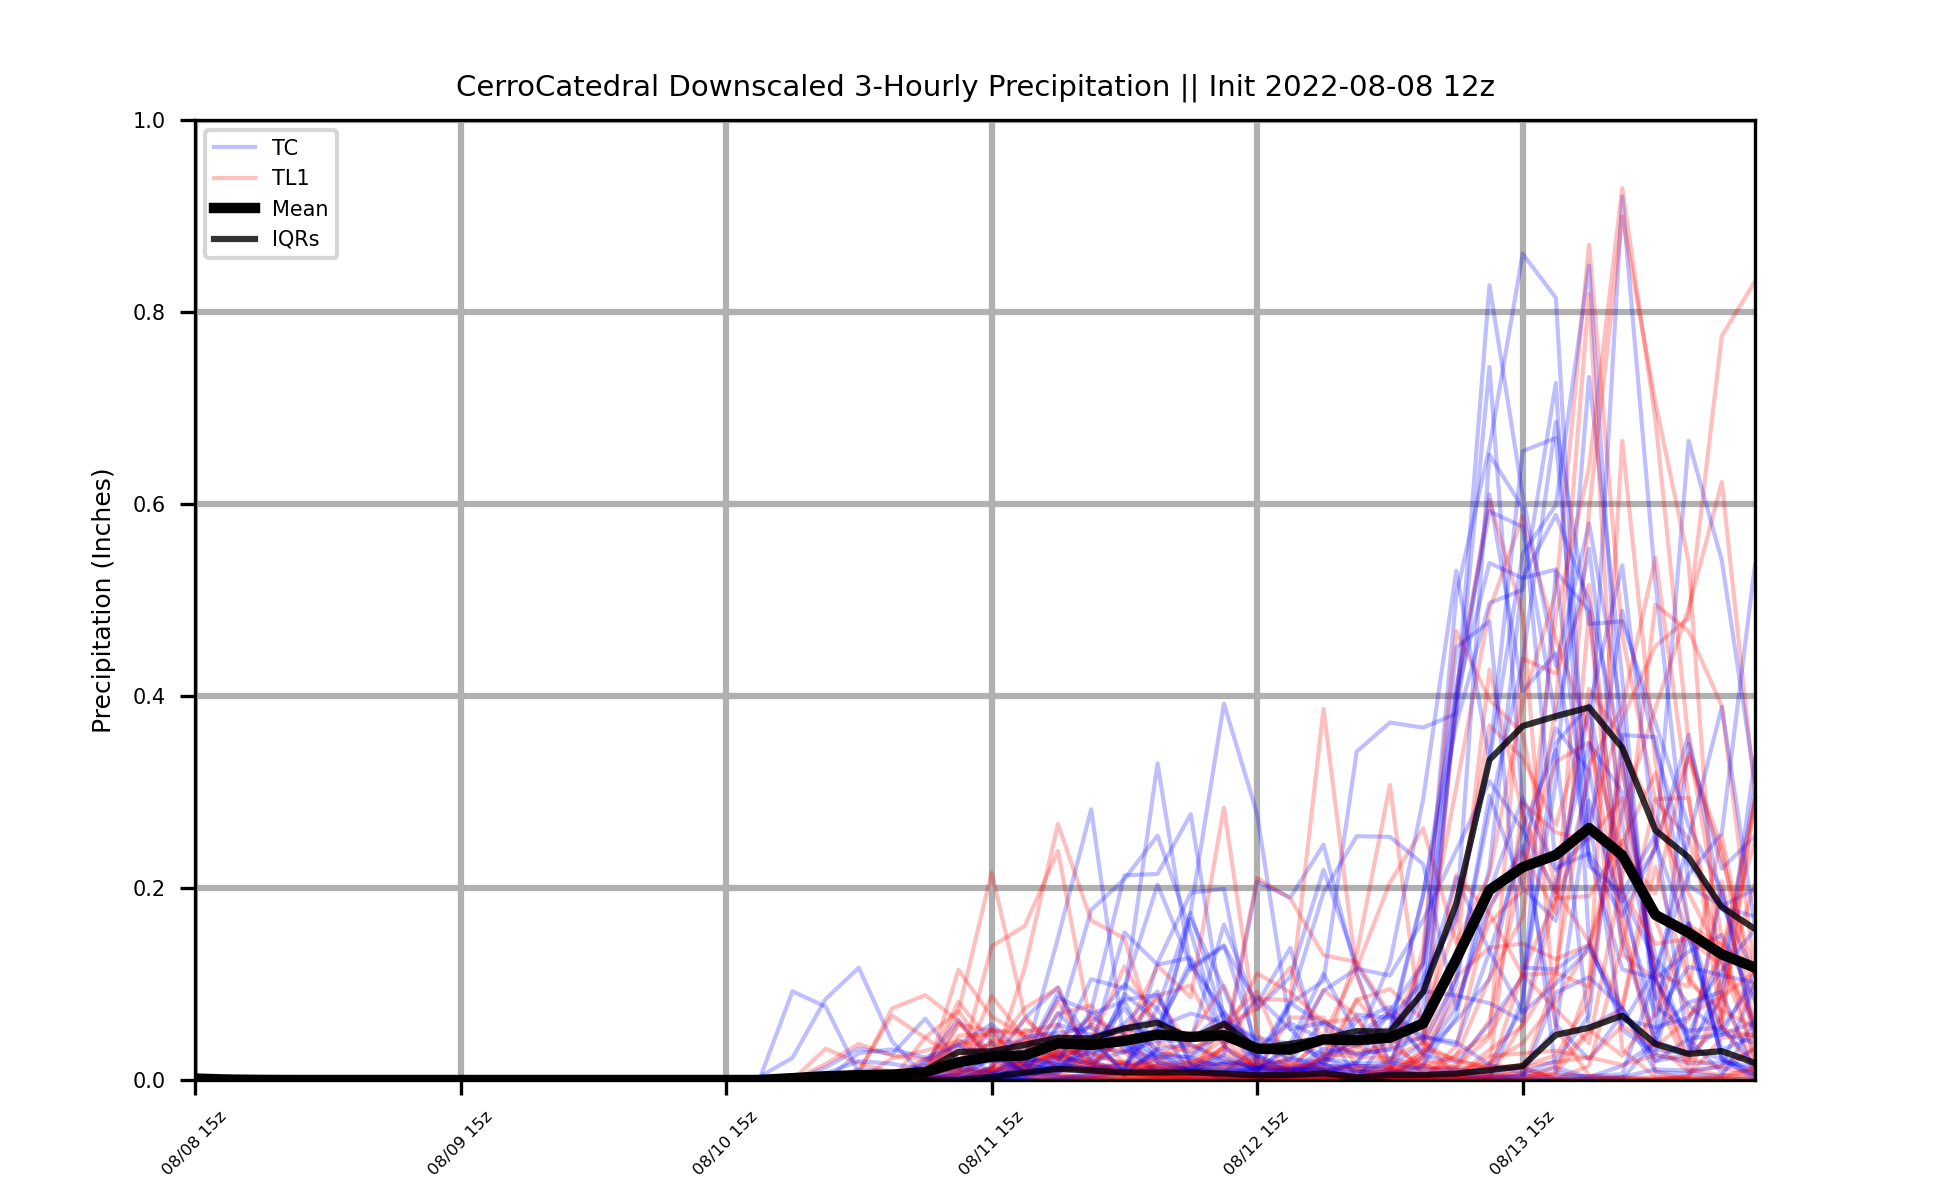 CerroCatedral Downscaled 3-Hourly Precipitation || Init 2022-08-08 12z
TC
TL1
Mean
IQRs
Precipitation (Inches)
1.0
0.8
0.6
0.4
0.2
0.0
08/08 15z
08/09 15z
08/10 15z
08/11 15z
08/12 15z
08/13 15z